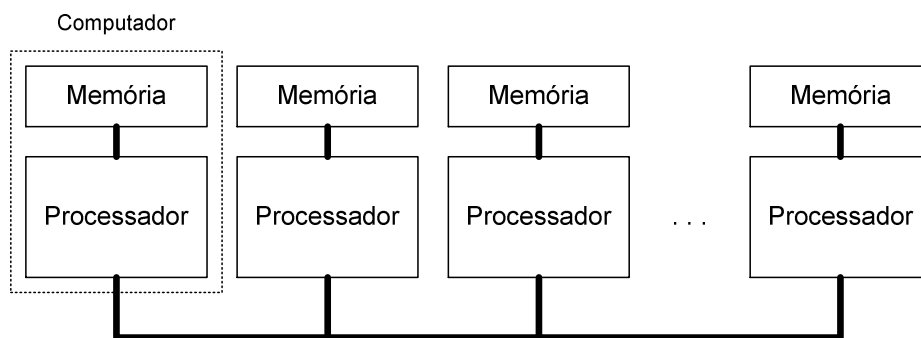 Computador
Memória Memória Memória Memória
Processador Processador Processador . . . Processador